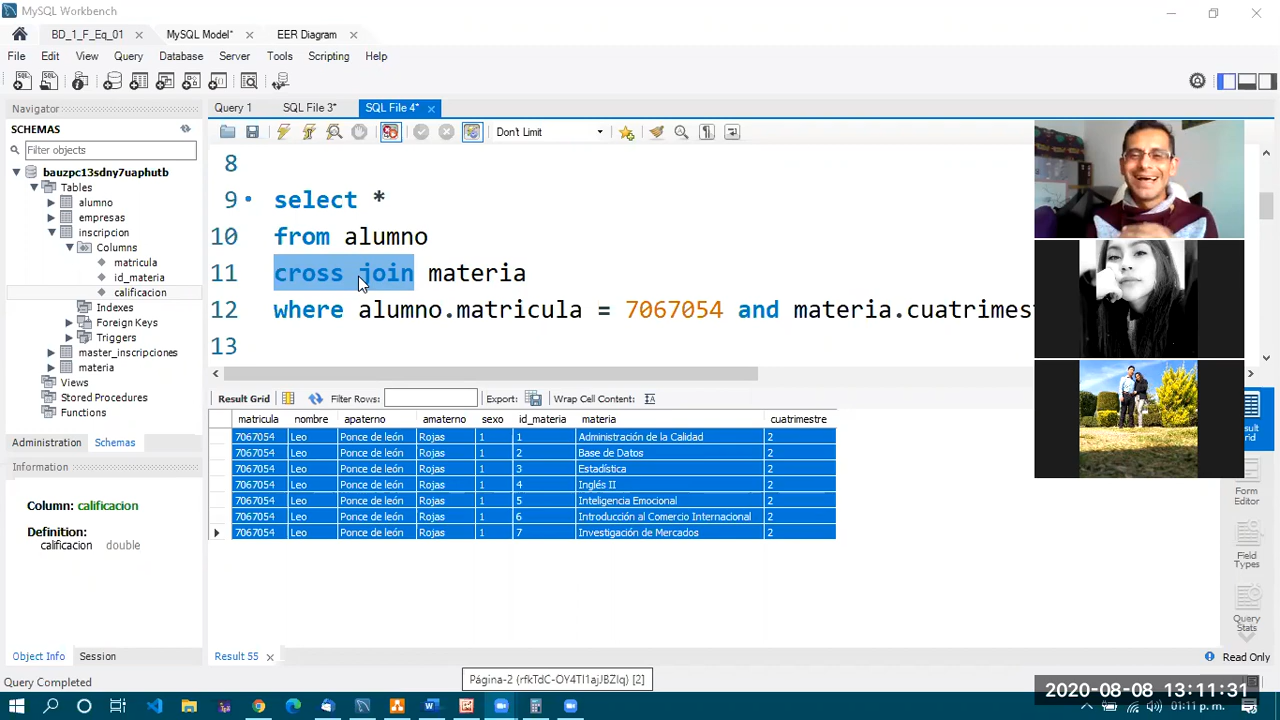 MySQL Workbench
BD_1_F_Eq_01
MySQL Model*
EER Diagram
File Edit View Query Database Server Tools Scripting Help
Navigator
Query 1
SQL File 3*
SQL File 4*
SCHEMAS
Don't Limit
Filter objects
bauzpc13sdny7uaphutb
Tables
alumno
empresas
inscripcion
Columns
matricula
id_materia
calificacion
Indexes
Foreign Keys
Triggers
master_inscripciones
materia
Views
Stored Procedures
Functions
Administration Schemas
Information
Column: calificacion
Definition:
calificacion double
Object Info Session
8
9 select *
10 from alumno
11 cross join materia
12 where alumno.matricula = 7067054 and materia.cuatrimest
13
Result Grid Filter Rows: Export: Wrap Cell Content:
matricula nombre apaterno amaterno sexo id_materia materia cuatrimestre
7067054 Leo Ponce de león Rojas 1 1 Administración de la Calidad 2
7067054 Leo Ponce de león Rojas 1 2 Base de Datos 2
7067054 Leo Ponce de león Rojas 1 3 Estadística 2
7067054 Leo Ponce de león Rojas 1 4 Inglés II 2
7067054 Leo Ponce de león Rojas 1 5 Inteligencia Emocional 2
7067054 Leo Ponce de león Rojas 1 6 Introducción al Comercio Internacional 2
7067054 Leo Ponce de león Rojas 1 7 Investigación de Mercados 2
Form
Editor
Field
Types
Query
Stats
Result 55
Read Only
Query Completed
Página-2 (rfkTdC-OY4Tl1ajJBZIq) [2]
2020-08-08 13:11:31
01:11 p. m.